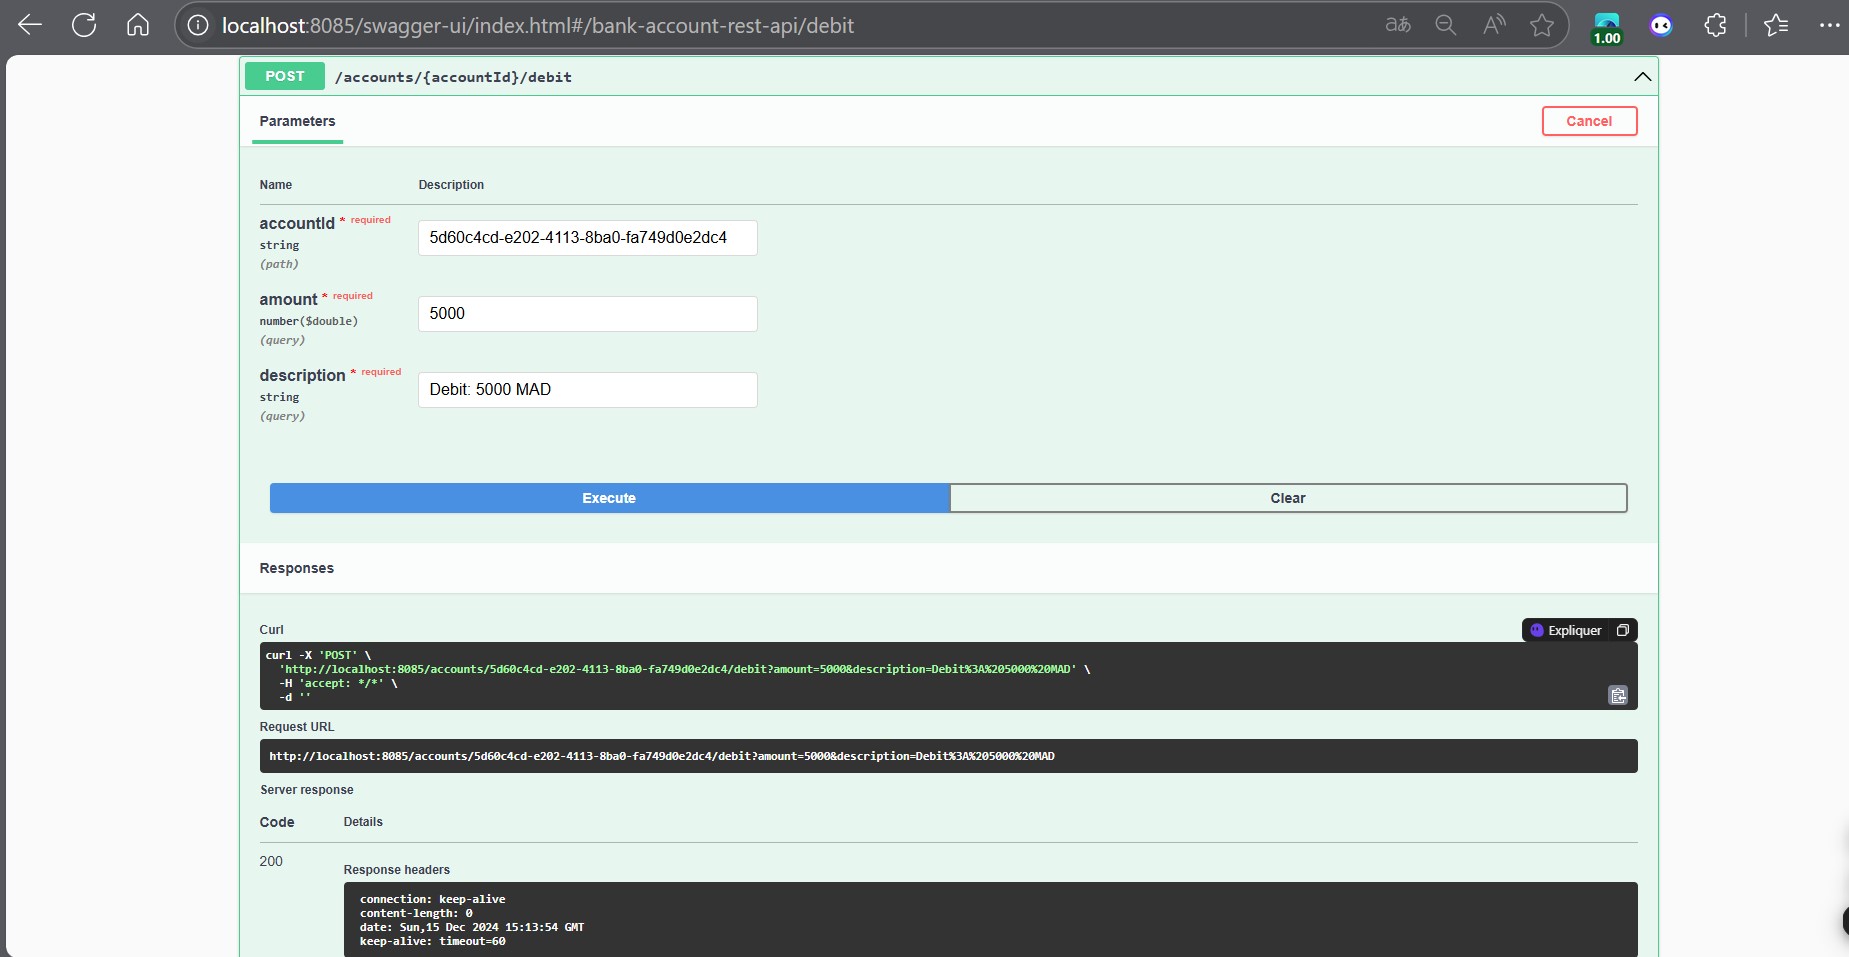 localhost:8085/swagger-ui/index.html#/bank-account-rest-api/debit
aあ
A
1.00
POST /accounts/{accountId}/debit
Parameters
Cancel
Name Description
accountId * required
string
(path)
5d60c4cd-e202-4113-8ba0-fa749d0e2dc4
amount * required
number($double)
(query)
5000
description * required
string
(query)
Debit: 5000 MAD
Execute Clear
Responses
Curl
Expliquer
curl -X 'POST' \
'http://localhost:8085/accounts/5d60c4cd-e202-4113-8ba0-fa749d0e2dc4/debit?amount=5000&description=Debit%3A%205000%20MAD' \
-H 'accept: */*' \
-d ''
Request URL
http://localhost:8085/accounts/5d60c4cd-e202-4113-8ba0-fa749d0e2dc4/debit?amount=5000&description=Debit%3A%205000%20MAD
Server response
Code Details
200
Response headers
connection: keep-alive
content-length: 0
date: Sun,15 Dec 2024 15:13:54 GMT
keep-alive: timeout=60